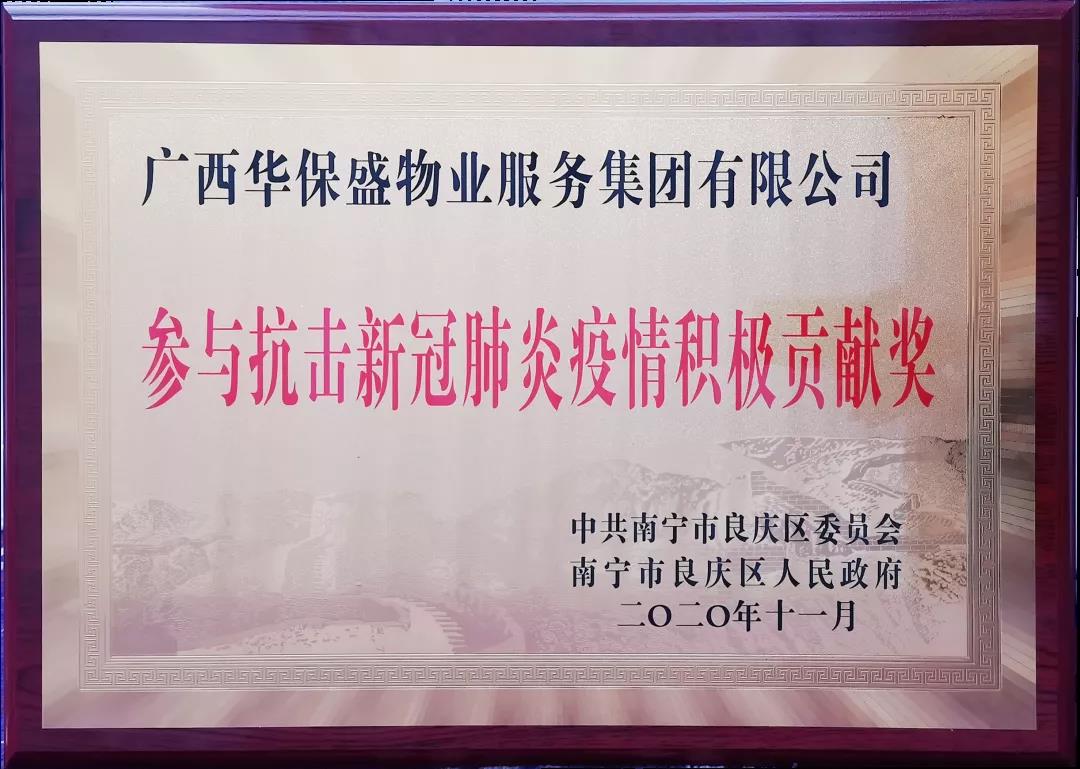 广西华保盛物业服务集团有限公司
参与抗击新冠肺炎疫情积极贡献奖
中共南宁市良庆区委员会
南宁市良庆区人民政府
二〇二〇年十一月